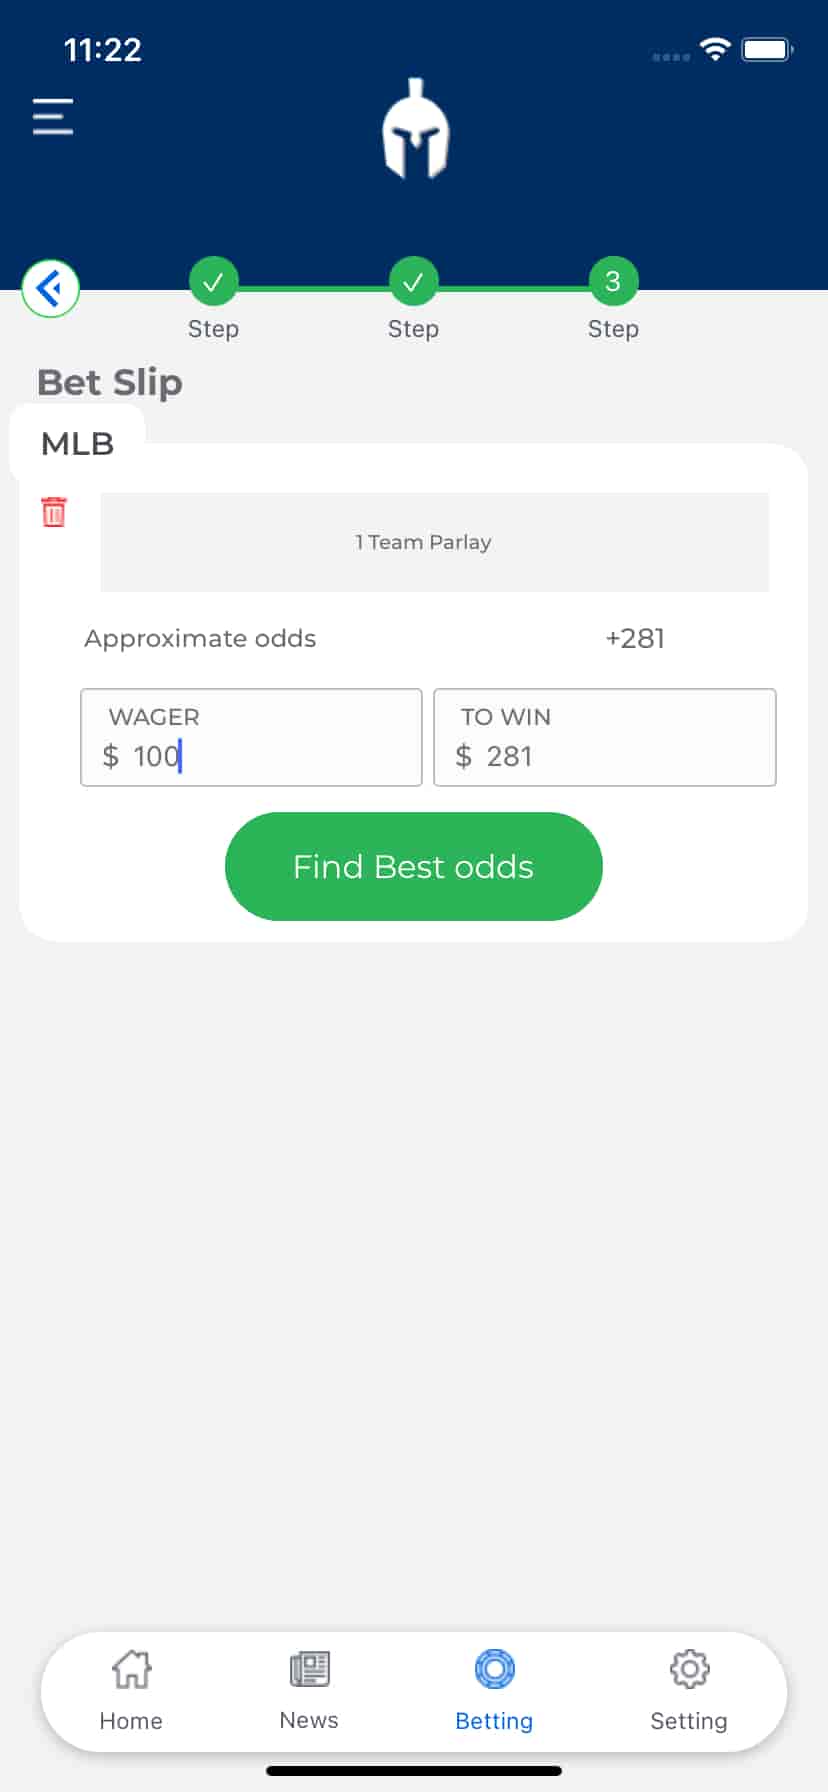 11:22
3
Step Step Step
Bet Slip
MLB
1 Team Parlay
Approximate odds +281
WAGER TO WIN
$ 100 $ 281
Find Best odds
Home News Betting Setting